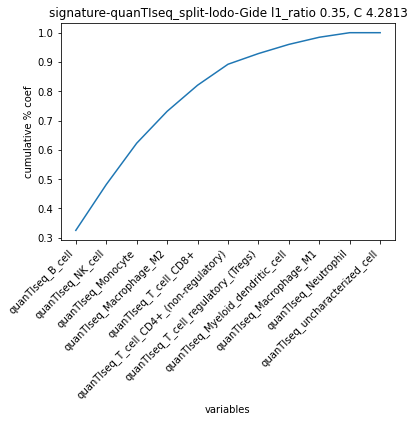 signature-quanTIseq_split-lodo-Gide l1_ratio 0.35, C 4.2813
cumulative % coef
1.0
0.9
0.8
0.7
0.6
0.5
0.4
0.3
quanTIseq_B_cell
quanTIseq_NK_cell
quanTIseq_Monocyte
quanTIseq_Macrophage_M2
quanTIseq_T_cell_CD8+
quanTIseq_T_cell_CD4+_(non-regulatory)
quanTIseq_T_cell_regulatory_(Tregs)
quanTIseq_Myeloid_dendritic_cell
quanTIseq_Macrophage_M1
quanTIseq_Neutrophil
quanTIseq_uncharacterized_cell
variables